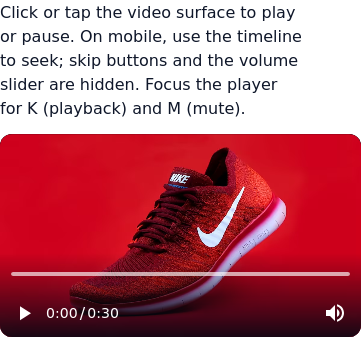 Click or tap the video surface to play
or pause. On mobile, use the timeline
to seek; skip buttons and the volume
slider are hidden. Focus the player
for K (playback) and M (mute).
NIKE
0:00/0:30